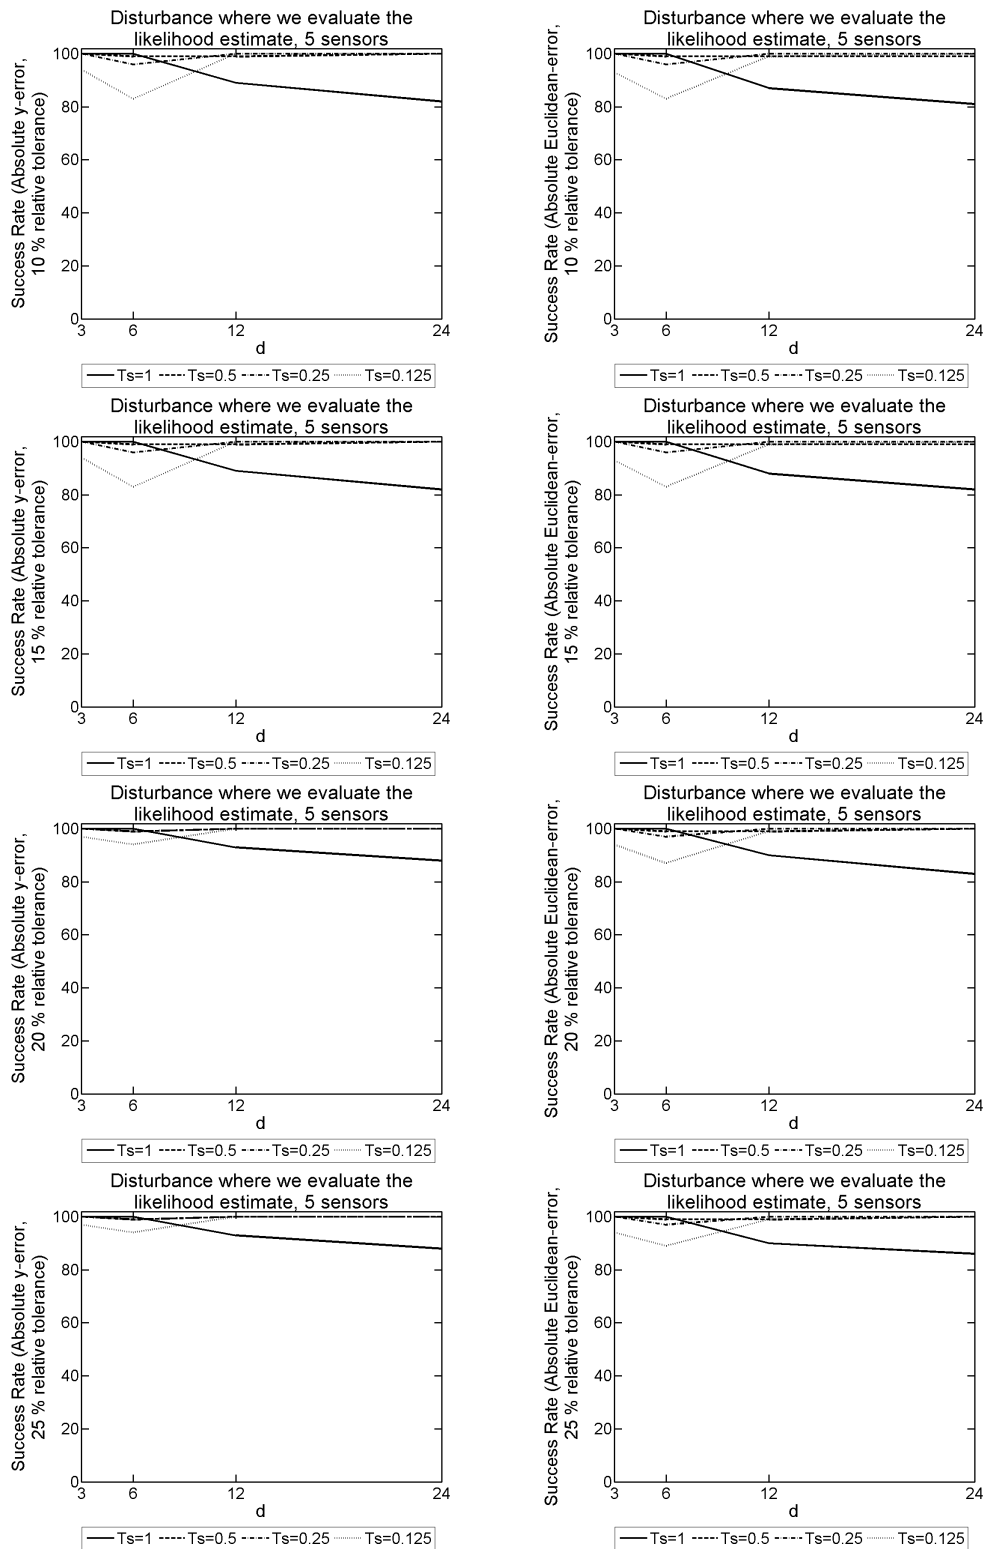 Disturbance where we evaluate the
likelihood estimate, 5 sensors
Success Rate (Absolute y-error,
10 % relative tolerance)
100
80
60
40
20
0
3 6 12 24
d
Ts=1 Ts=0.5 Ts=0.25 Ts=0.125
Disturbance where we evaluate the
likelihood estimate, 5 sensors
Success Rate (Absolute Euclidean-error,
10 % relative tolerance)
100
80
60
40
20
0
3 6 12 24
d
Ts=1 Ts=0.5 Ts=0.25 Ts=0.125
Disturbance where we evaluate the
likelihood estimate, 5 sensors
Success Rate (Absolute y-error,
15 % relative tolerance)
100
80
60
40
20
0
3 6 12 24
d
Ts=1 Ts=0.5 Ts=0.25 Ts=0.125
Disturbance where we evaluate the
likelihood estimate, 5 sensors
Success Rate (Absolute Euclidean-error,
15 % relative tolerance)
100
80
60
40
20
0
3 6 12 24
d
Ts=1 Ts=0.5 Ts=0.25 Ts=0.125
Disturbance where we evaluate the
likelihood estimate, 5 sensors
Success Rate (Absolute y-error,
20 % relative tolerance)
100
80
60
40
20
0
3 6 12 24
d
Ts=1 Ts=0.5 Ts=0.25 Ts=0.125
Disturbance where we evaluate the
likelihood estimate, 5 sensors
Success Rate (Absolute Euclidean-error,
20 % relative tolerance)
100
80
60
40
20
0
3 6 12 24
d
Ts=1 Ts=0.5 Ts=0.25 Ts=0.125
Disturbance where we evaluate the
likelihood estimate, 5 sensors
Success Rate (Absolute y-error,
25 % relative tolerance)
100
80
60
40
20
0
3 6 12 24
d
Ts=1 Ts=0.5 Ts=0.25 Ts=0.125
Disturbance where we evaluate the
likelihood estimate, 5 sensors
Success Rate (Absolute Euclidean-error,
25 % relative tolerance)
100
80
60
40
20
0
3 6 12 24
d
Ts=1 Ts=0.5 Ts=0.25 Ts=0.125